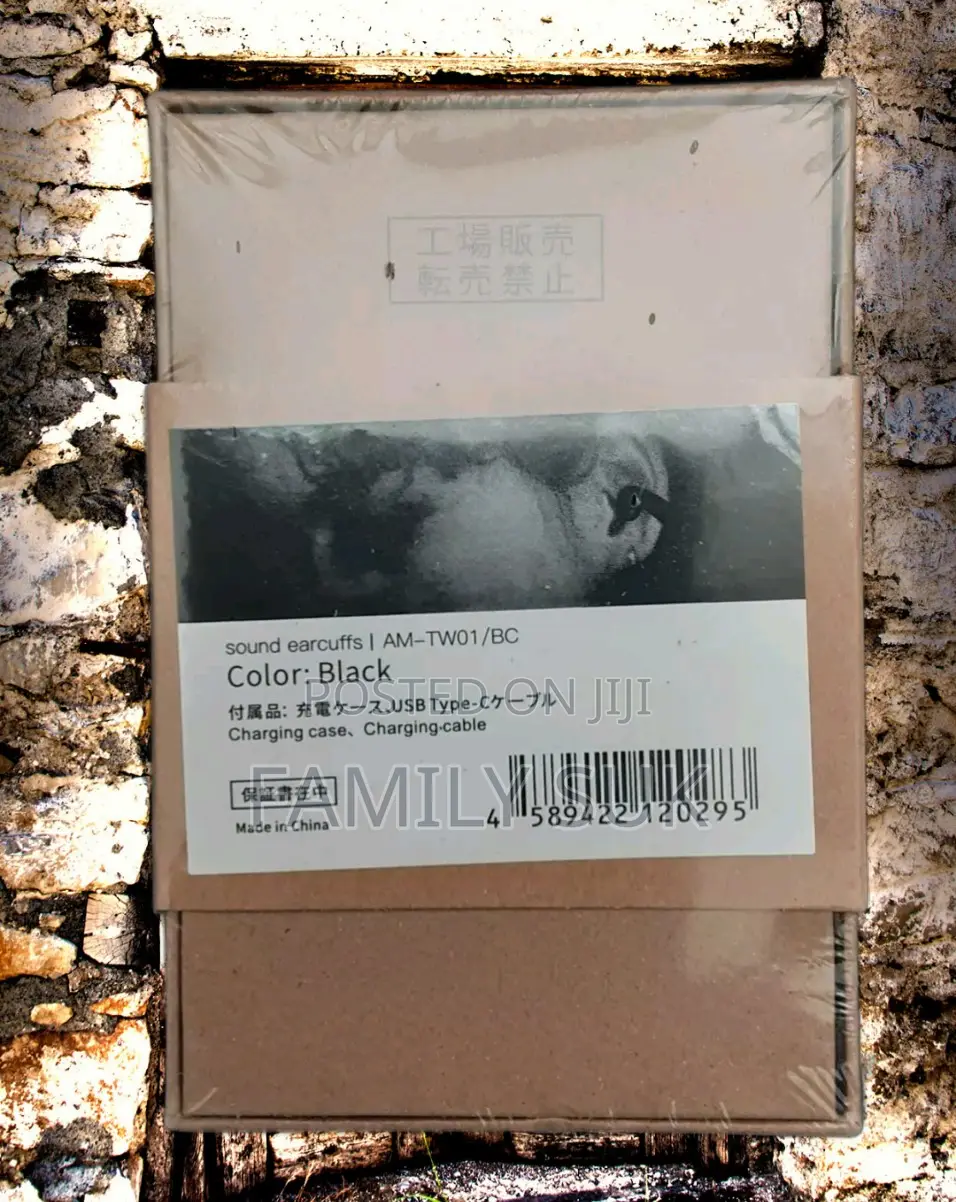 工場販売
転売禁止
sound earcuffs | AM-TW01/BC
Color: Black
POSTED ON JIJI
付属品: 充電ケース、USB Type-Cケーブル
Charging case、Charging-cable
FAMILY SUK
保証書在中
Made in China
4 589422 120295